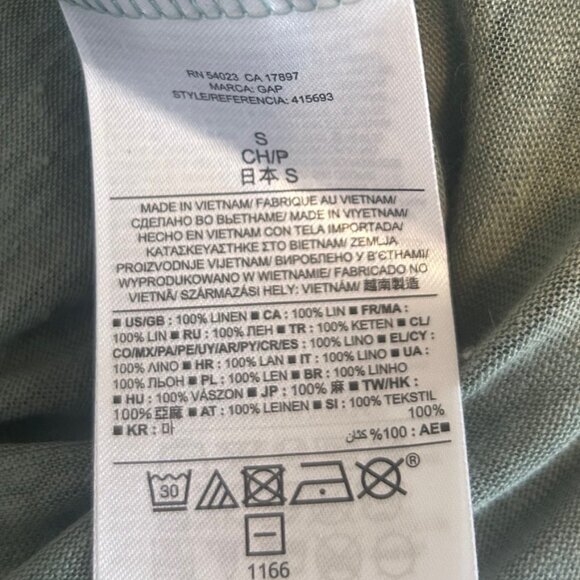 RN 54023 CA 17897
MARCA: GAP
STYLE/REFERENCIA: 415693
S
CH/P
日本 S
MADE IN VIETNAM/ FABRIQUE AU VIETNAM/
СДЕЛАНО ВО ВЬЕТНАМЕ/ MADE IN VIYETNAM/
HECHO EN VIETNAM CON TELA IMPORTADA/
ΚΑΤΑΣΚΕΥΑΣΤΗΚΕ ΣΤΟ ΒΙΕΤΝΑΜ/ ZEMLJA
PROIZVODNJE VIJETNAM/ ВИРОБЛЕНО У В'ЄТНАМІ/
WYPRODUKOWANO W WIETNAMIE/ FABRICADO NO
VIETNÃ/ SZÁRMAZÁSI HELY: VIETNÁM/ 越南製造
■ US/GB : 100% LINEN ■ CA : 100% LIN ■ FR/MA :
100% LIN ■ RU : 100% ЛЕН ■ TR : 100% KETEN ■ CL/
CO/MX/PA/PE/UY/AR/PY/CR/ES : 100% LINO ■ EL/CY :
100% ΛΙΝΟ ■ HR : 100% LAN ■ IT : 100% LINO ■ UA :
100% ЛЬОН ■ PL : 100% LEN ■ BR : 100% LINHO
■ HU : 100% VÁSZON ■ JP : 100% 麻 ■ TW/HK :
100% 亞麻 ■ AT : 100% LEINEN ■ SI : 100% TEKSTIL
■ KR : 마 100%
■AE : 100% كتان
30 ®
1166